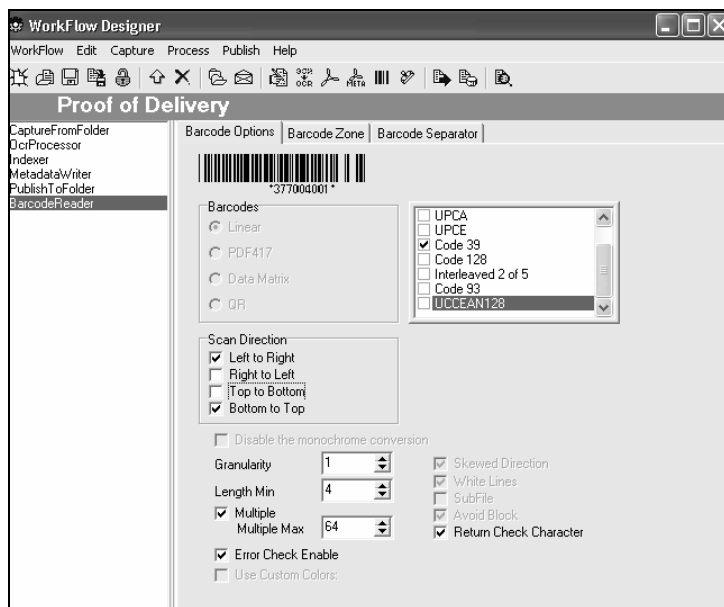 WorkFlow Designer
WorkFlow Edit Capture Process Publish Help
OCR
OCR META
Proof of Delivery
CaptureFromFolder
OcrProcessor
Indexer
MetadataWriter
PublishToFolder
BarcodeReader
Barcode Options Barcode Zone Barcode Separator
*377004001*
Barcodes
Linear
PDF417
Data Matrix
QR
UPCA
UPCE
Code 39
Code 128
Interleaved 2 of 5
Code 93
UCCEAN128
Scan Direction
Left to Right
Right to Left
Top to Bottom
Bottom to Top
Disable the monochrome conversion
Granularity 1
Length Min 4
Multiple
Multiple Max 64
Error Check Enable
Use Custom Colors:
Skewed Direction
White Lines
SubFile
Avoid Block
Return Check Character